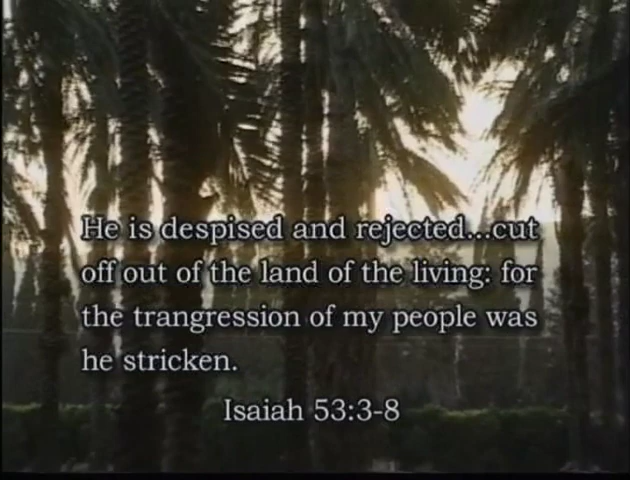 He is despised and rejected...cut
off out of the land of the living: for
the trangression of my people was
he stricken.
Isaiah 53:3-8